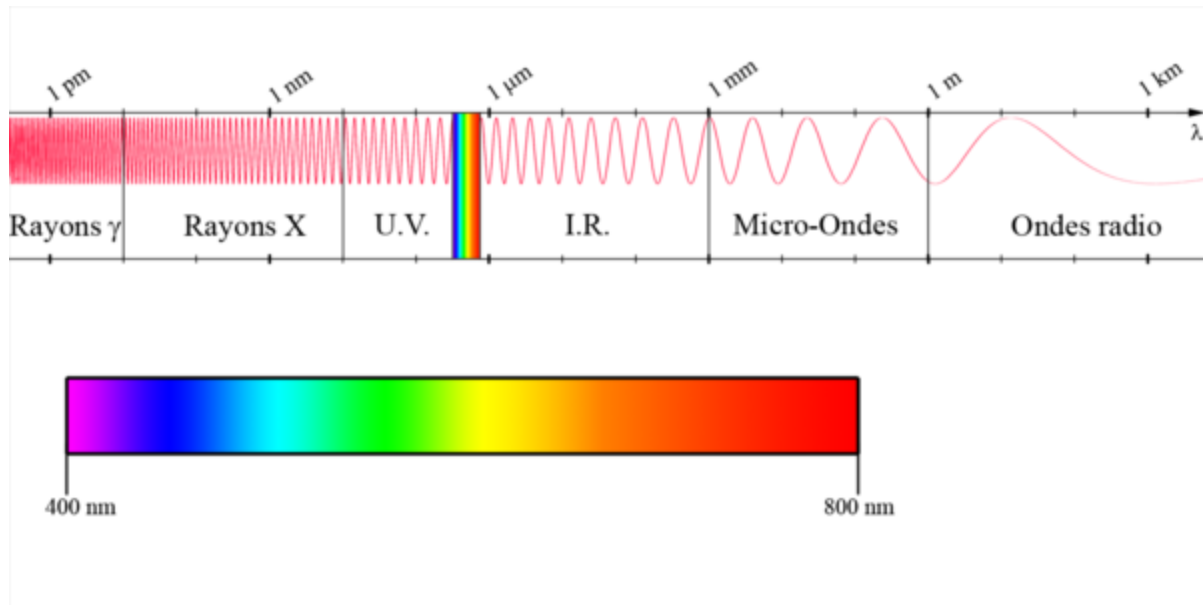 1 pm
1 nm
1 μm
1 mm
1 m
1 km
λ
Rayons γ
Rayons X
U.V.
I.R.
Micro-Ondes
Ondes radio
400 nm
800 nm